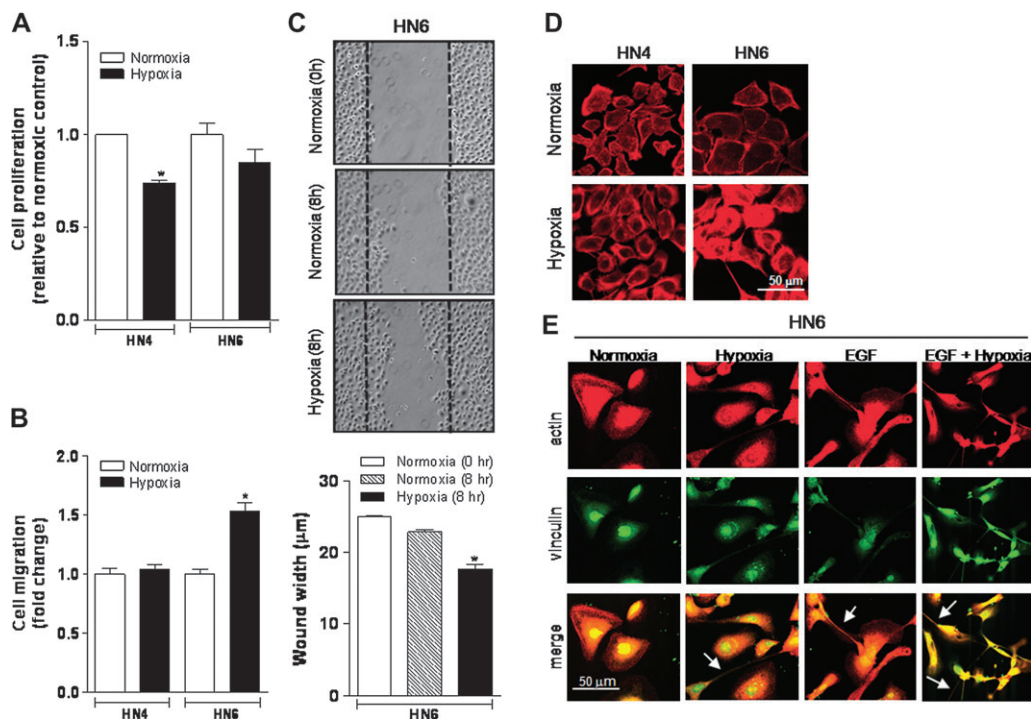 A
Cell proliferation
(relative to normoxic control)
1.5
1.0
0.5
0.0
Normoxia
Hypoxia
*
HN4
HN6
B
Cell migration
(fold change)
2.0
1.5
1.0
0.5
0.0
Normoxia
Hypoxia
*
HN4
HN6
C
HN6
Normoxia (0h)
Normoxia (8h)
Hypoxia (8h)
Normoxia (0 hr)
Normoxia (8 hr)
Hypoxia (8 hr)
Wound width (μm)
30
20
10
0
*
HN6
D
HN4
HN6
Normoxia
Hypoxia
50 μm
E
HN6
Normoxia
Hypoxia
EGF
EGF + Hypoxia
actin
vinculin
merge
50 μm